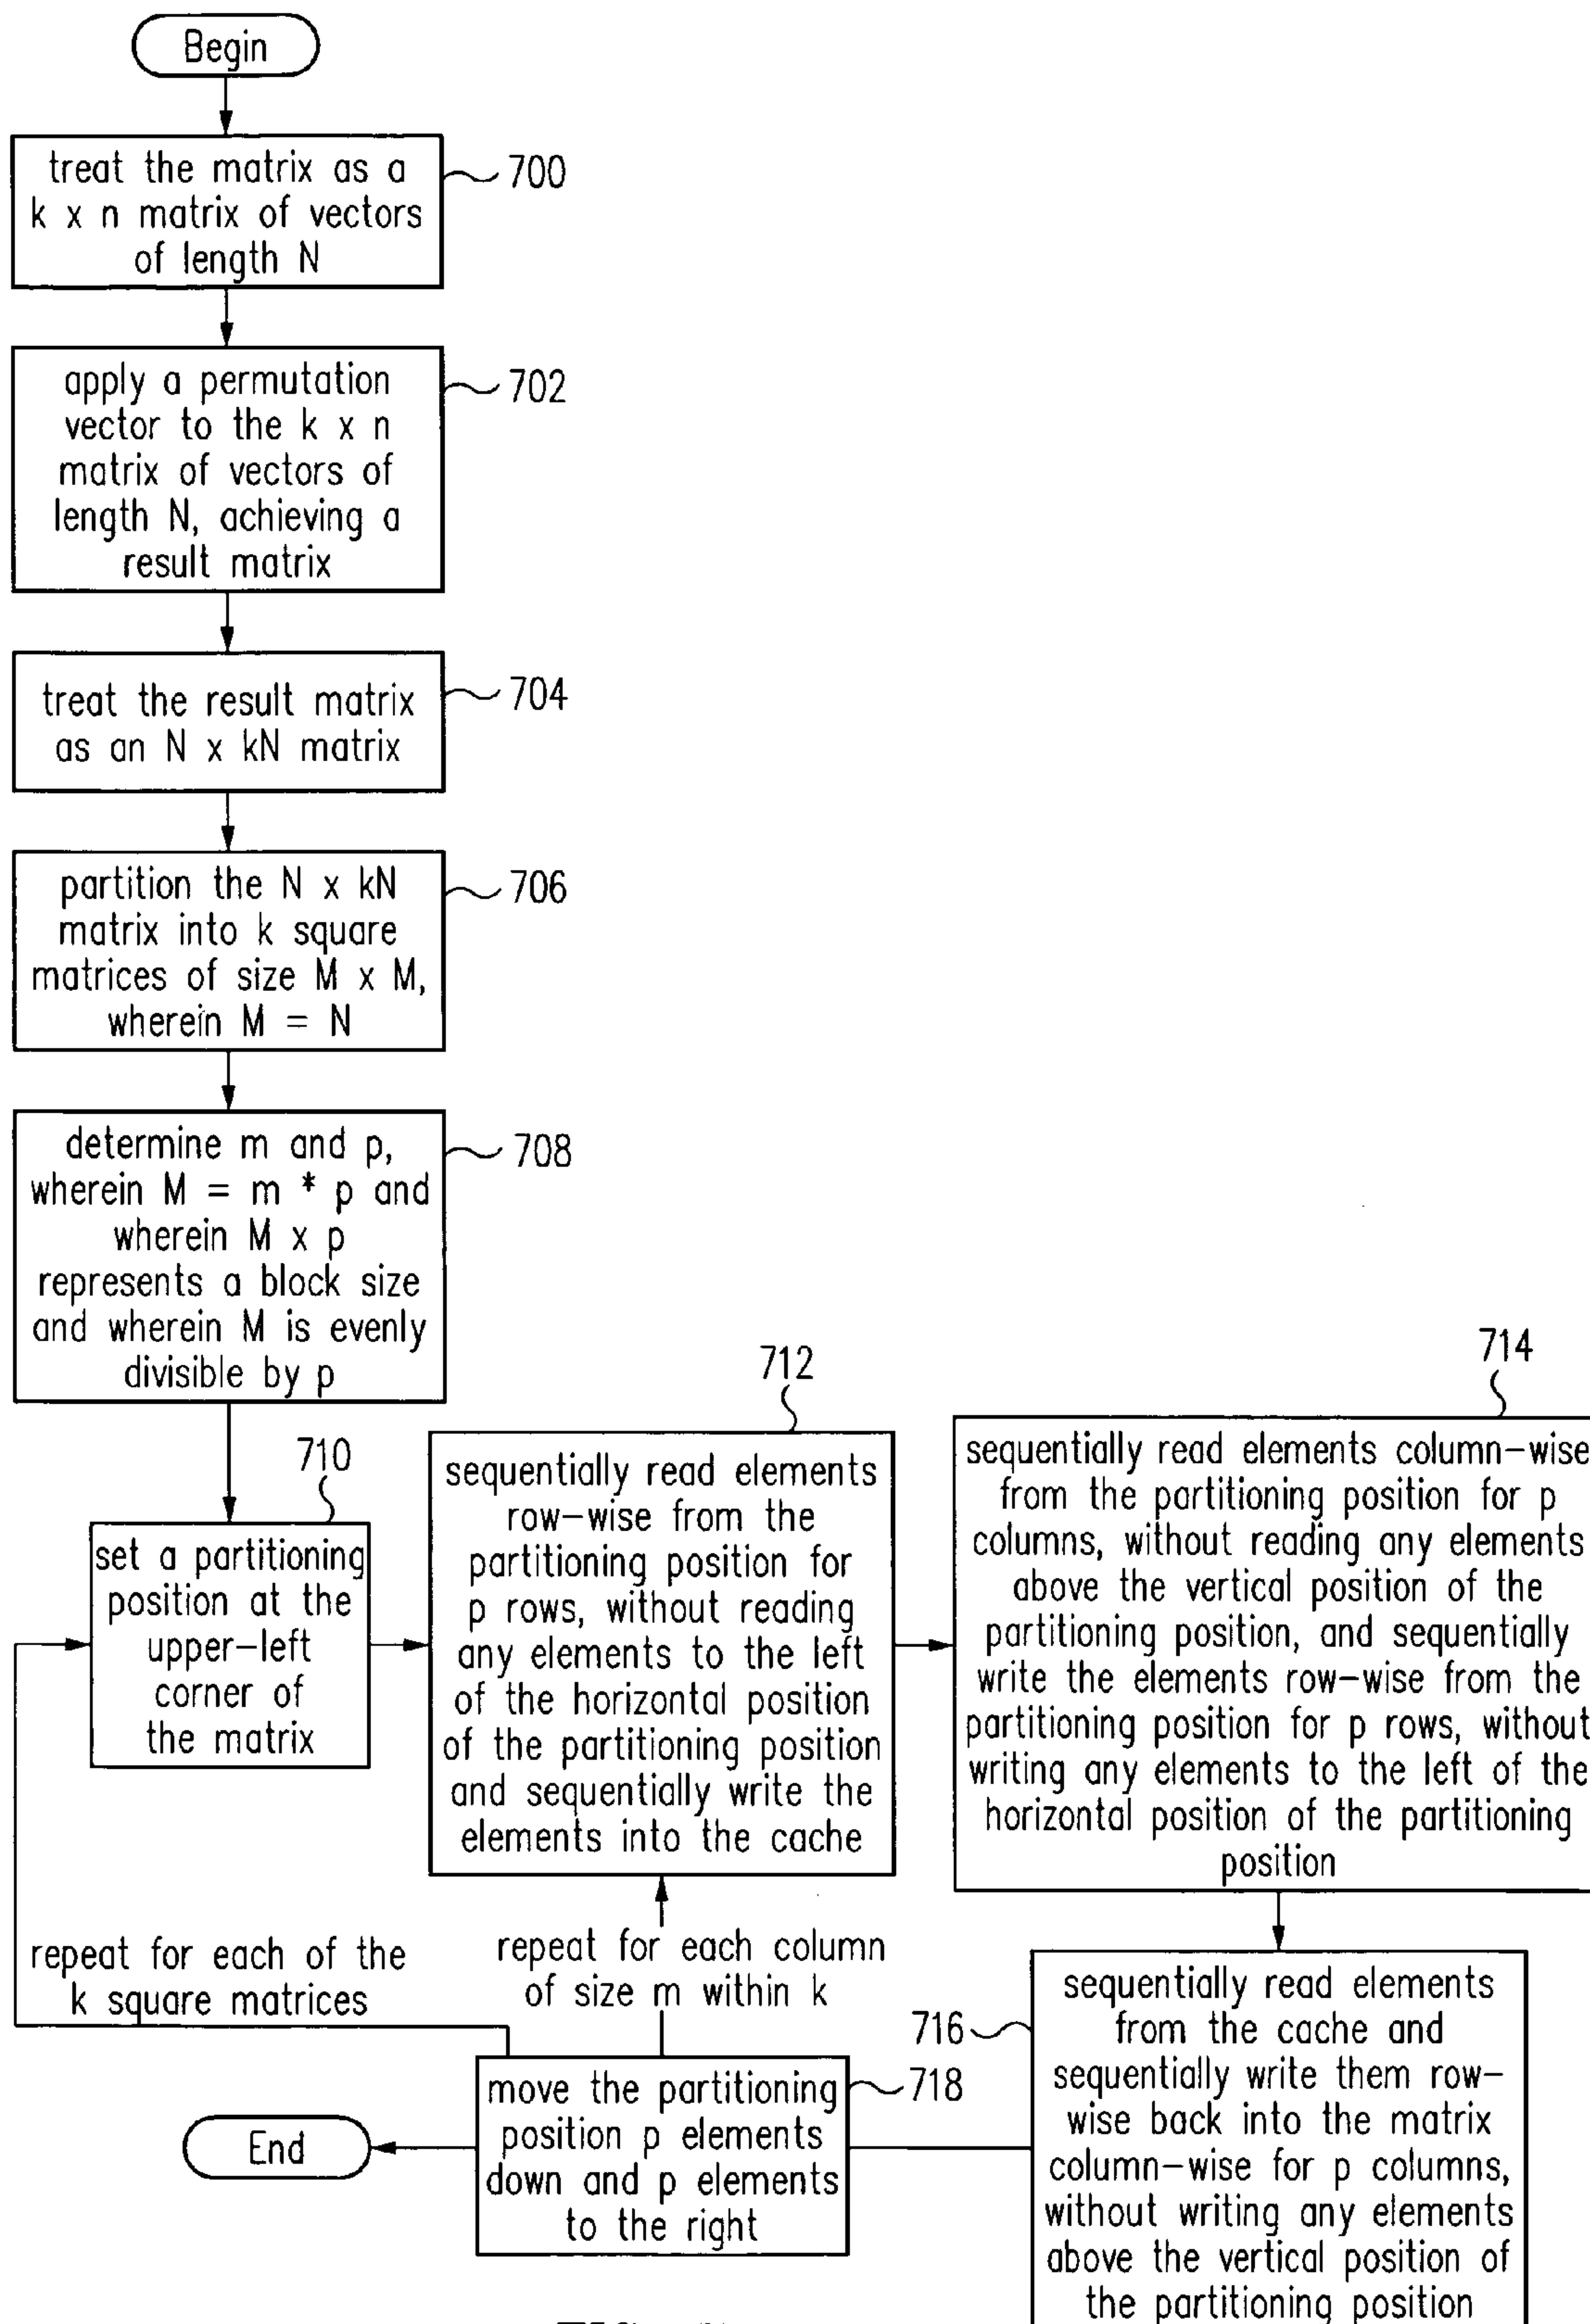 Begin
treat the matrix as a
k x n matrix of vectors
of length N
700
apply a permutation
vector to the k x n
matrix of vectors of
length N, achieving a
result matrix
702
treat the result matrix
as an N x kN matrix
704
partition the N x kN
matrix into k square
matrices of size M x M,
wherein M = N
706
determine m and p,
wherein M = m * p and
wherein M x p
represents a block size
and wherein M is evenly
divisible by p
708
710
set a partitioning
position at the
upper-left
corner of
the matrix
712
sequentially read elements
row-wise from the
partitioning position for
p rows, without reading
any elements to the left
of the horizontal position
of the partitioning position
and sequentially write the
elements into the cache
714
sequentially read elements column-wise
from the partitioning position for p
columns, without reading any elements
above the vertical position of the
partitioning position, and sequentially
write the elements row-wise from the
partitioning position for p rows, without
writing any elements to the left of the
horizontal position of the partitioning
position
repeat for each of the
k square matrices
repeat for each column
of size m within k
716
sequentially read elements
from the cache and
sequentially write them row-
wise back into the matrix
column-wise for p columns,
without writing any elements
above the vertical position of
the partitioning position
718
move the partitioning
position p elements
down and p elements
to the right
End